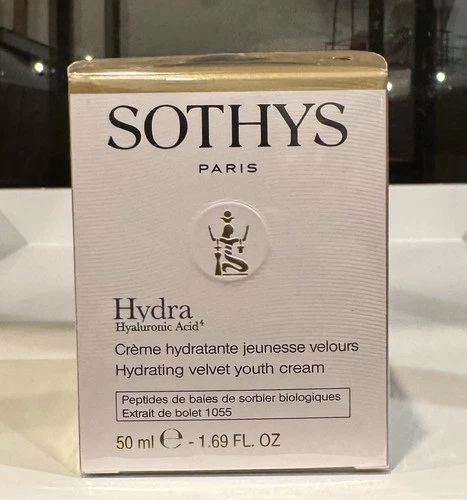 SOTHYS
PARIS
Hydra
Hyaluronic Acid⁴
Crème hydratante jeunesse velours
Hydrating velvet youth cream
Peptides de baies de sorbier biologiques
Extrait de bolet 1055
50 ml ℮ - 1.69 FL. OZ